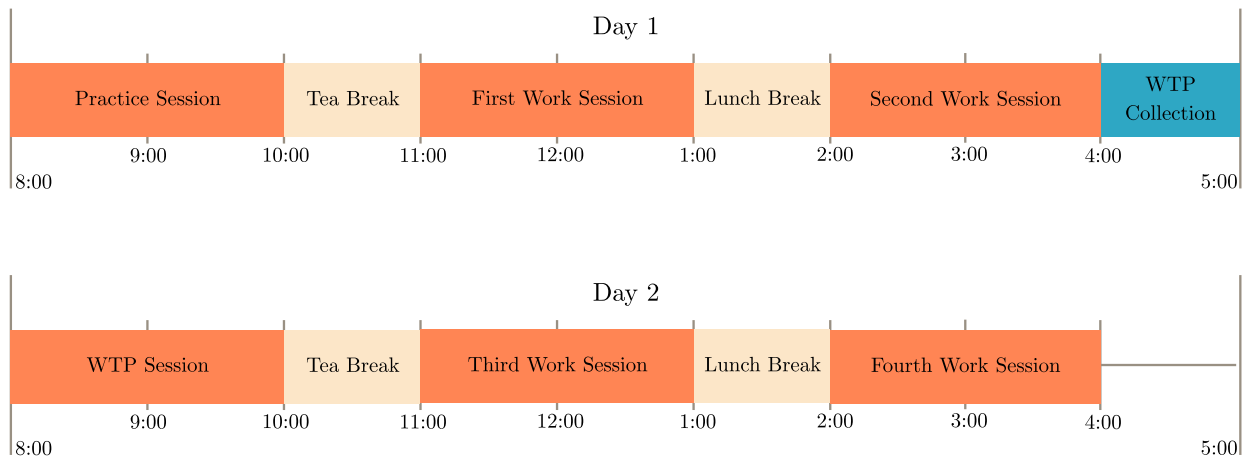 Day 1
Practice Session
Tea Break
First Work Session
Lunch Break
Second Work Session
WTP
Collection
9:00
10:00
11:00
12:00
1:00
2:00
3:00
4:00
8:00
5:00
Day 2
WTP Session
Tea Break
Third Work Session
Lunch Break
Fourth Work Session
9:00
10:00
11:00
12:00
1:00
2:00
3:00
4:00
8:00
5:00